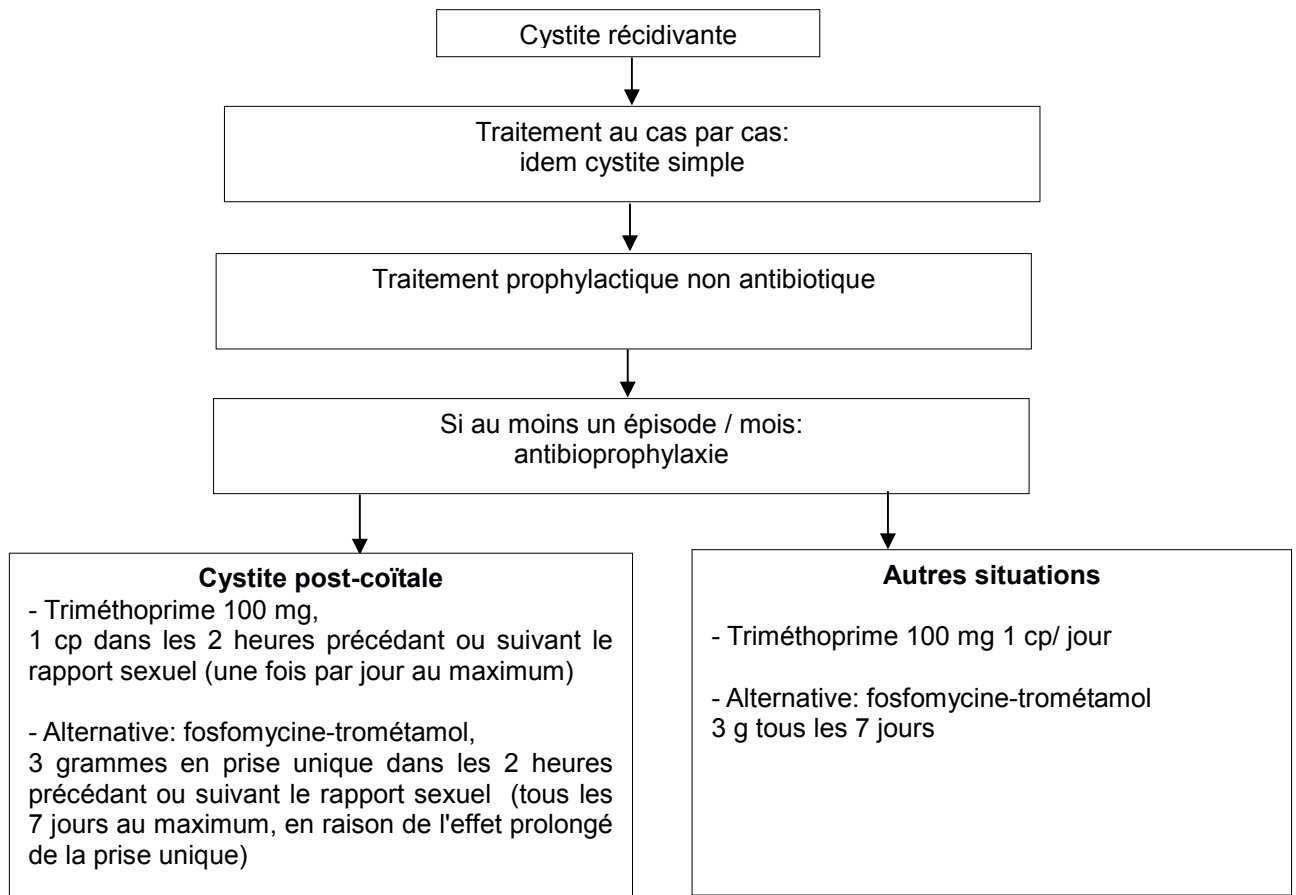 Cystite récidivante
Traitement au cas par cas:
idem cystite simple
Traitement prophylactique non antibiotique
Si au moins un épisode / mois:
antibioprophylaxie
Cystite post-coïtale
- Triméthoprime 100 mg,
1 cp dans les 2 heures précédant ou suivant le
rapport sexuel (une fois par jour au maximum)
- Alternative: fosfomycine-trométamol,
3 grammes en prise unique dans les 2 heures
précédant ou suivant le rapport sexuel (tous les
7 jours au maximum, en raison de l'effet prolongé
de la prise unique)
Autres situations
- Triméthoprime 100 mg 1 cp/ jour
- Alternative: fosfomycine-trométamol
3 g tous les 7 jours